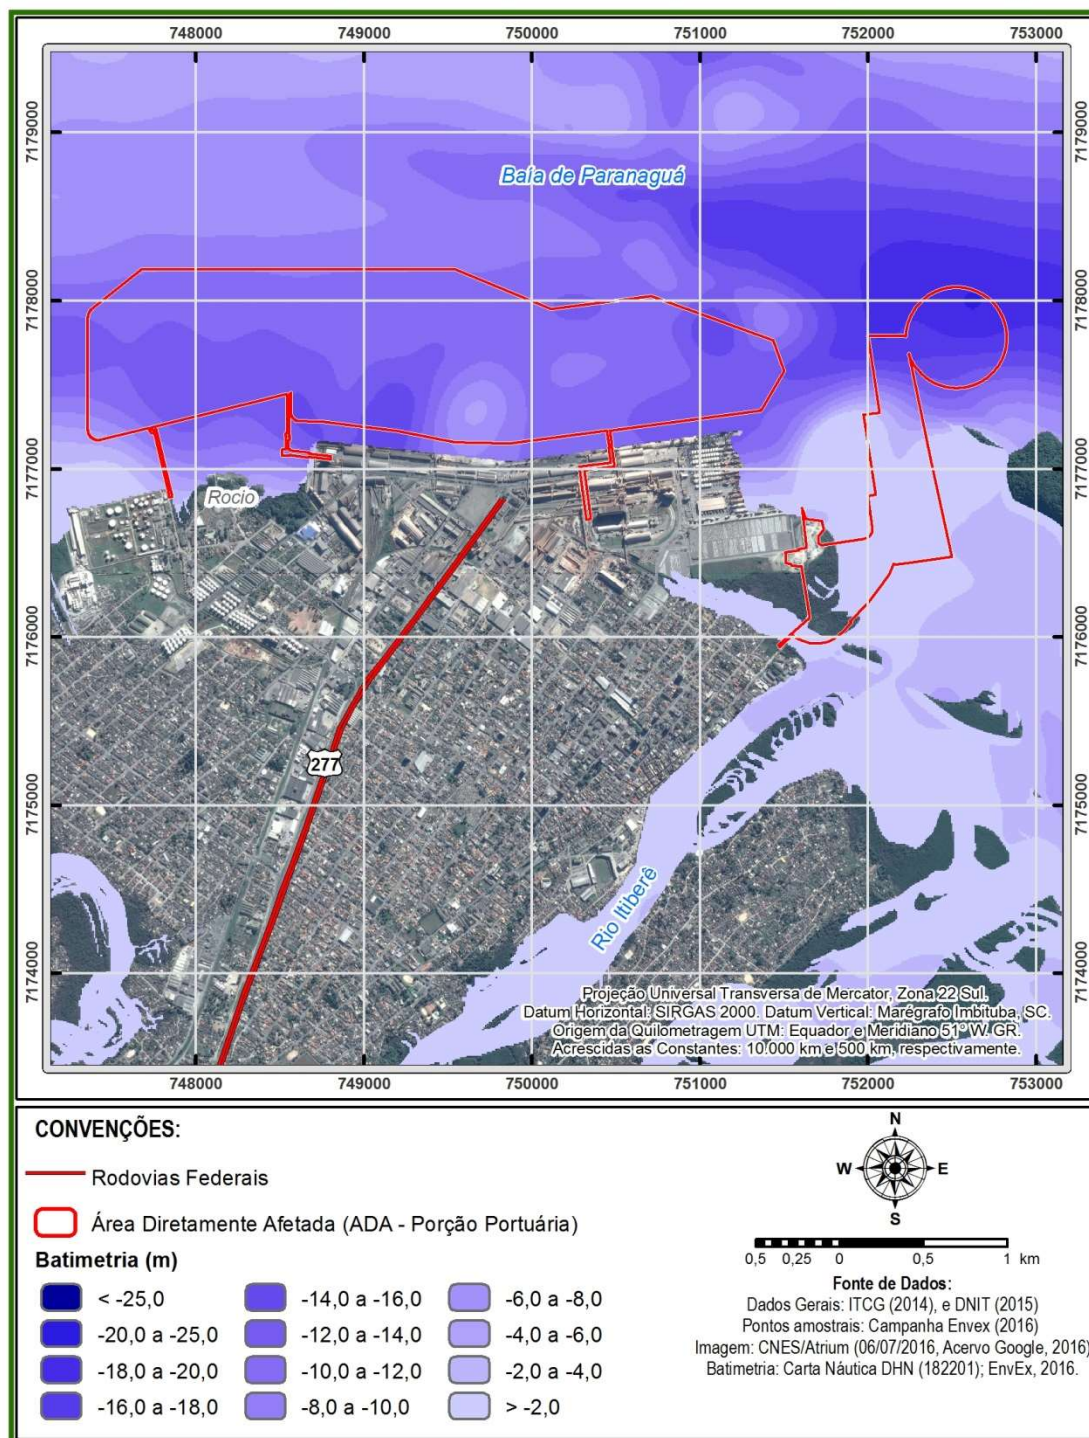 748000 749000 750000 751000 752000 753000
7179000 7179000
Baía de Paranaguá
7178000 7178000
7177000 7177000
Rocio
7176000 7176000
277
7175000 7175000
Rio Itiberê
7174000 7174000
Projeção Universal Transversa de Mercator, Zona 22 Sul.
Datum Horizontal: SIRGAS 2000. Datum Vertical: Marégrafo Imbituba, SC.
Origem da Quilometragem UTM: Equador e Meridiano 51° W. GR.
Acrescidas as Constantes: 10.000 km e 500 km, respectivamente.
748000 749000 750000 751000 752000 753000
CONVENÇÕES:
Rodovias Federais
Área Diretamente Afetada (ADA - Porção Portuária)
Batimetria (m)
< -25,0
-20,0 a -25,0
-18,0 a -20,0
-16,0 a -18,0
-14,0 a -16,0
-12,0 a -14,0
-10,0 a -12,0
-8,0 a -10,0
-6,0 a -8,0
-4,0 a -6,0
-2,0 a -4,0
> -2,0
N
W E
S
0,5 0,25 0 0,5 1 km
Fonte de Dados:
Dados Gerais: ITCG (2014), e DNIT (2015)
Pontos amostrais: Campanha Envex (2016)
Imagem: CNES/Atrium (06/07/2016, Acervo Google, 2016)
Batimetria: Carta Náutica DHN (182201); EnvEx, 2016.